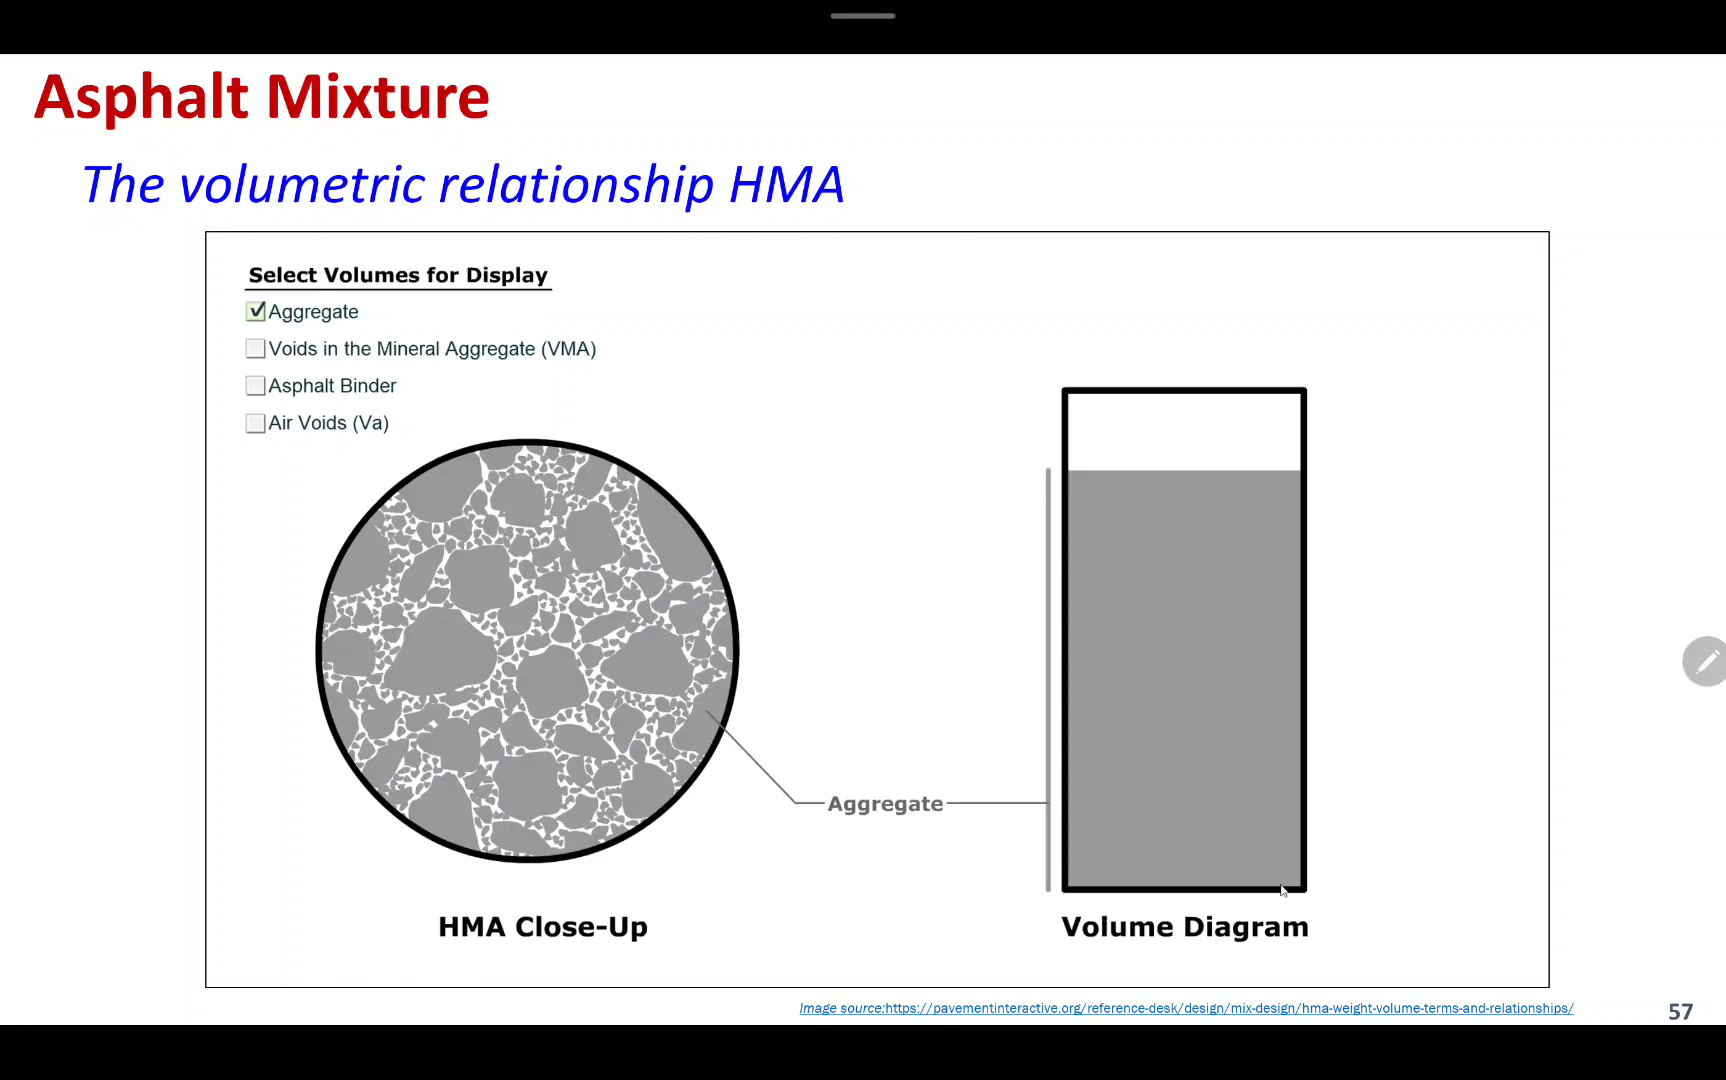 Asphalt Mixture
The volumetric relationship HMA
Select Volumes for Display
Aggregate
Voids in the Mineral Aggregate (VMA)
Asphalt Binder
Air Voids (Va)
Aggregate
HMA Close-Up
Volume Diagram
Image source:https://pavementinteractive.org/reference-desk/design/mix-design/hma-weight-volume-terms-and-relationships/
57